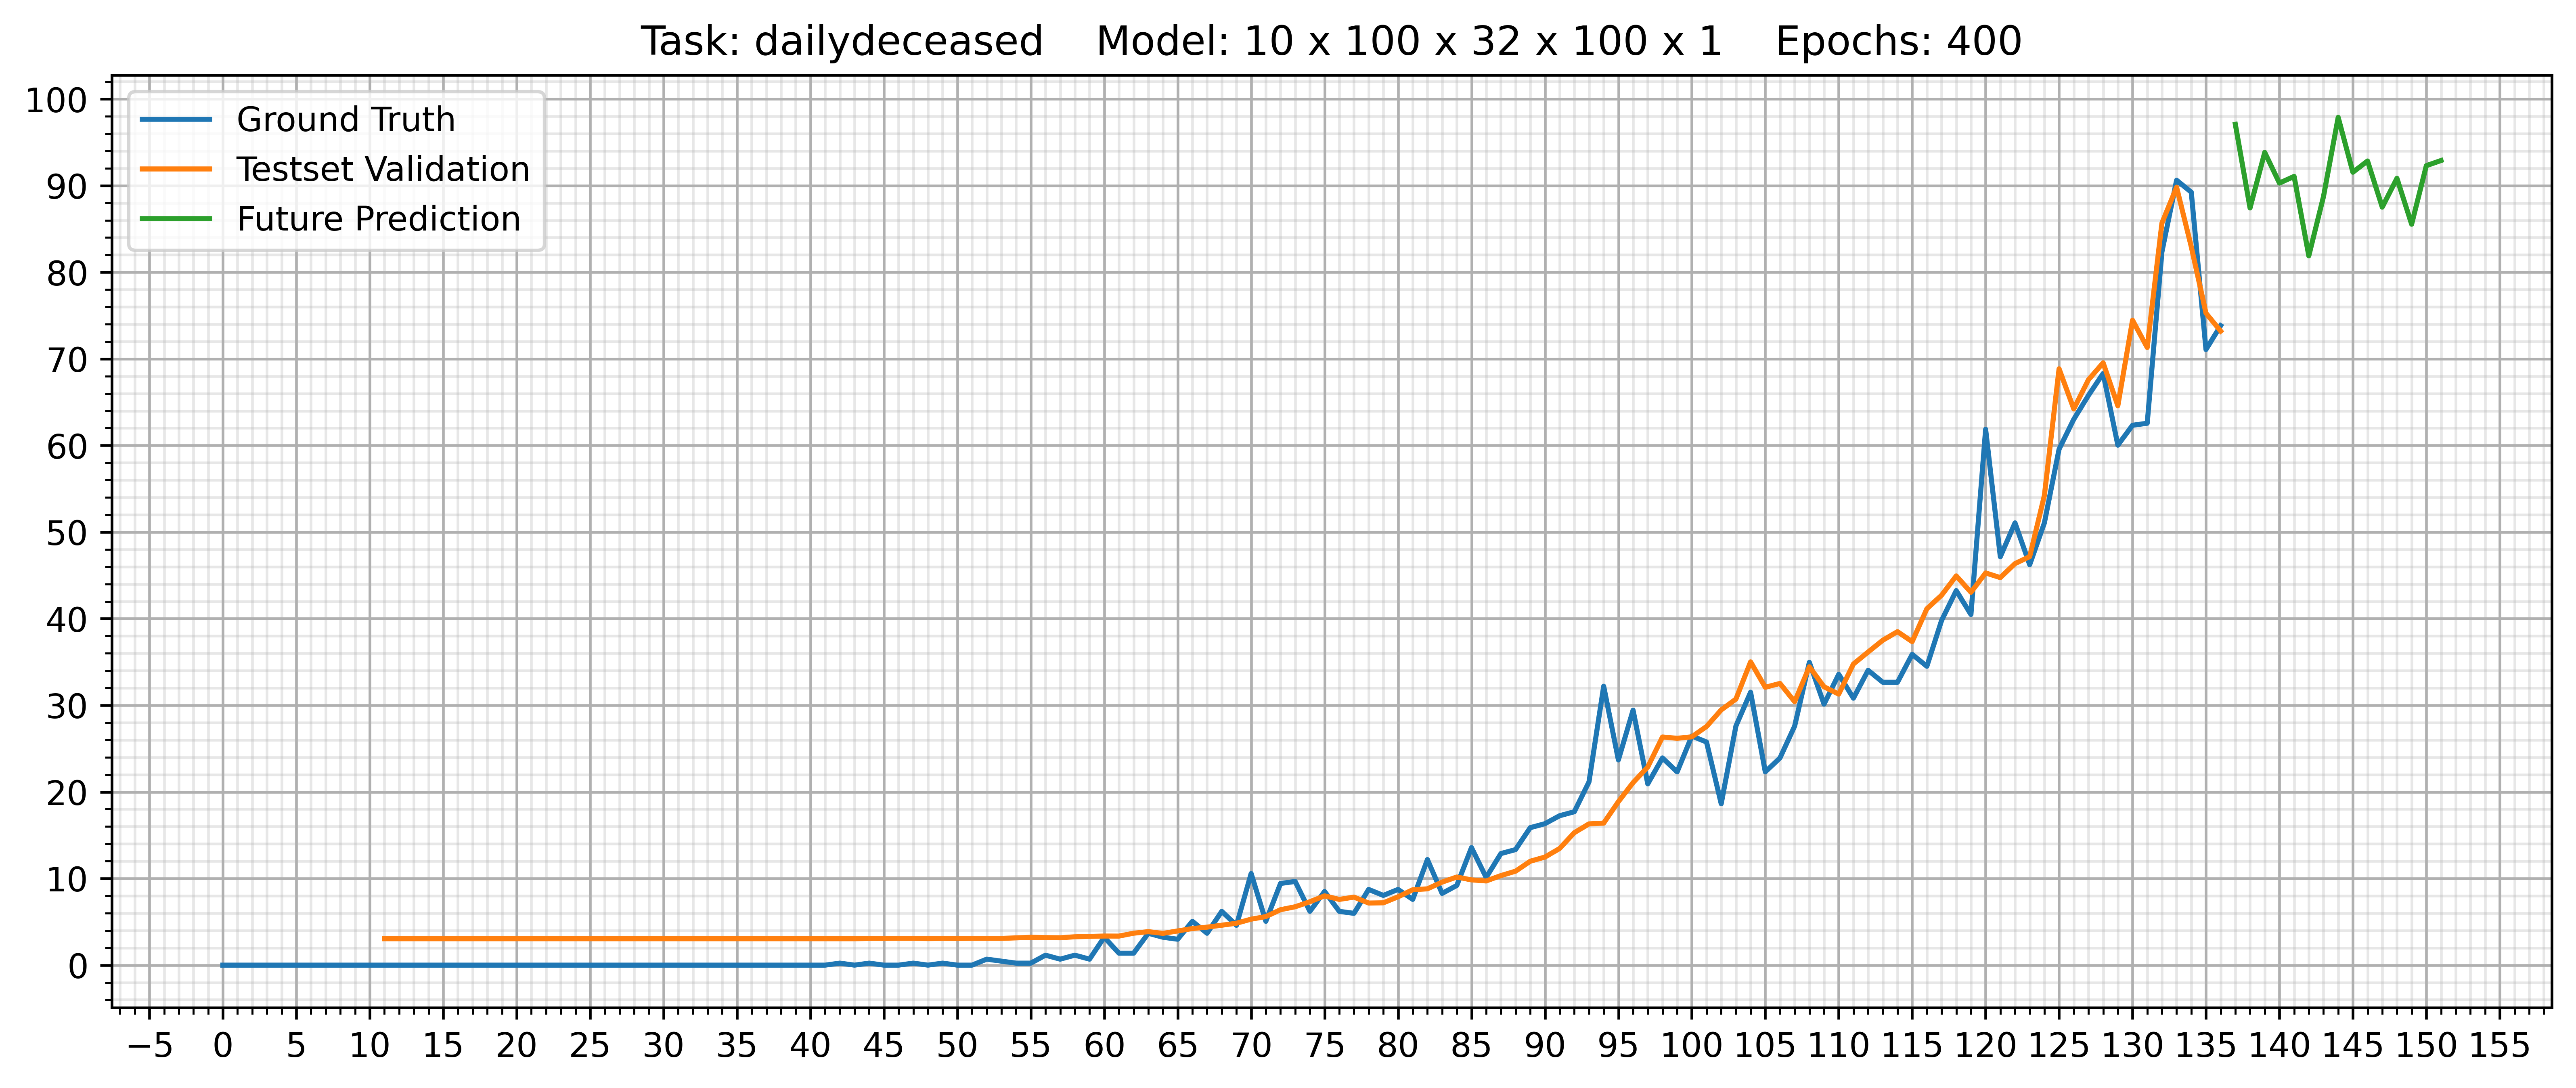 Task: dailydeceased    Model: 10 x 100 x 32 x 100 x 1    Epochs: 400
Ground Truth
Testset Validation
Future Prediction
100
90
80
70
60
50
40
30
20
10
0
−5 0 5 10 15 20 25 30 35 40 45 50 55 60 65 70 75 80 85 90 95 100 105 110 115 120 125 130 135 140 145 150 155